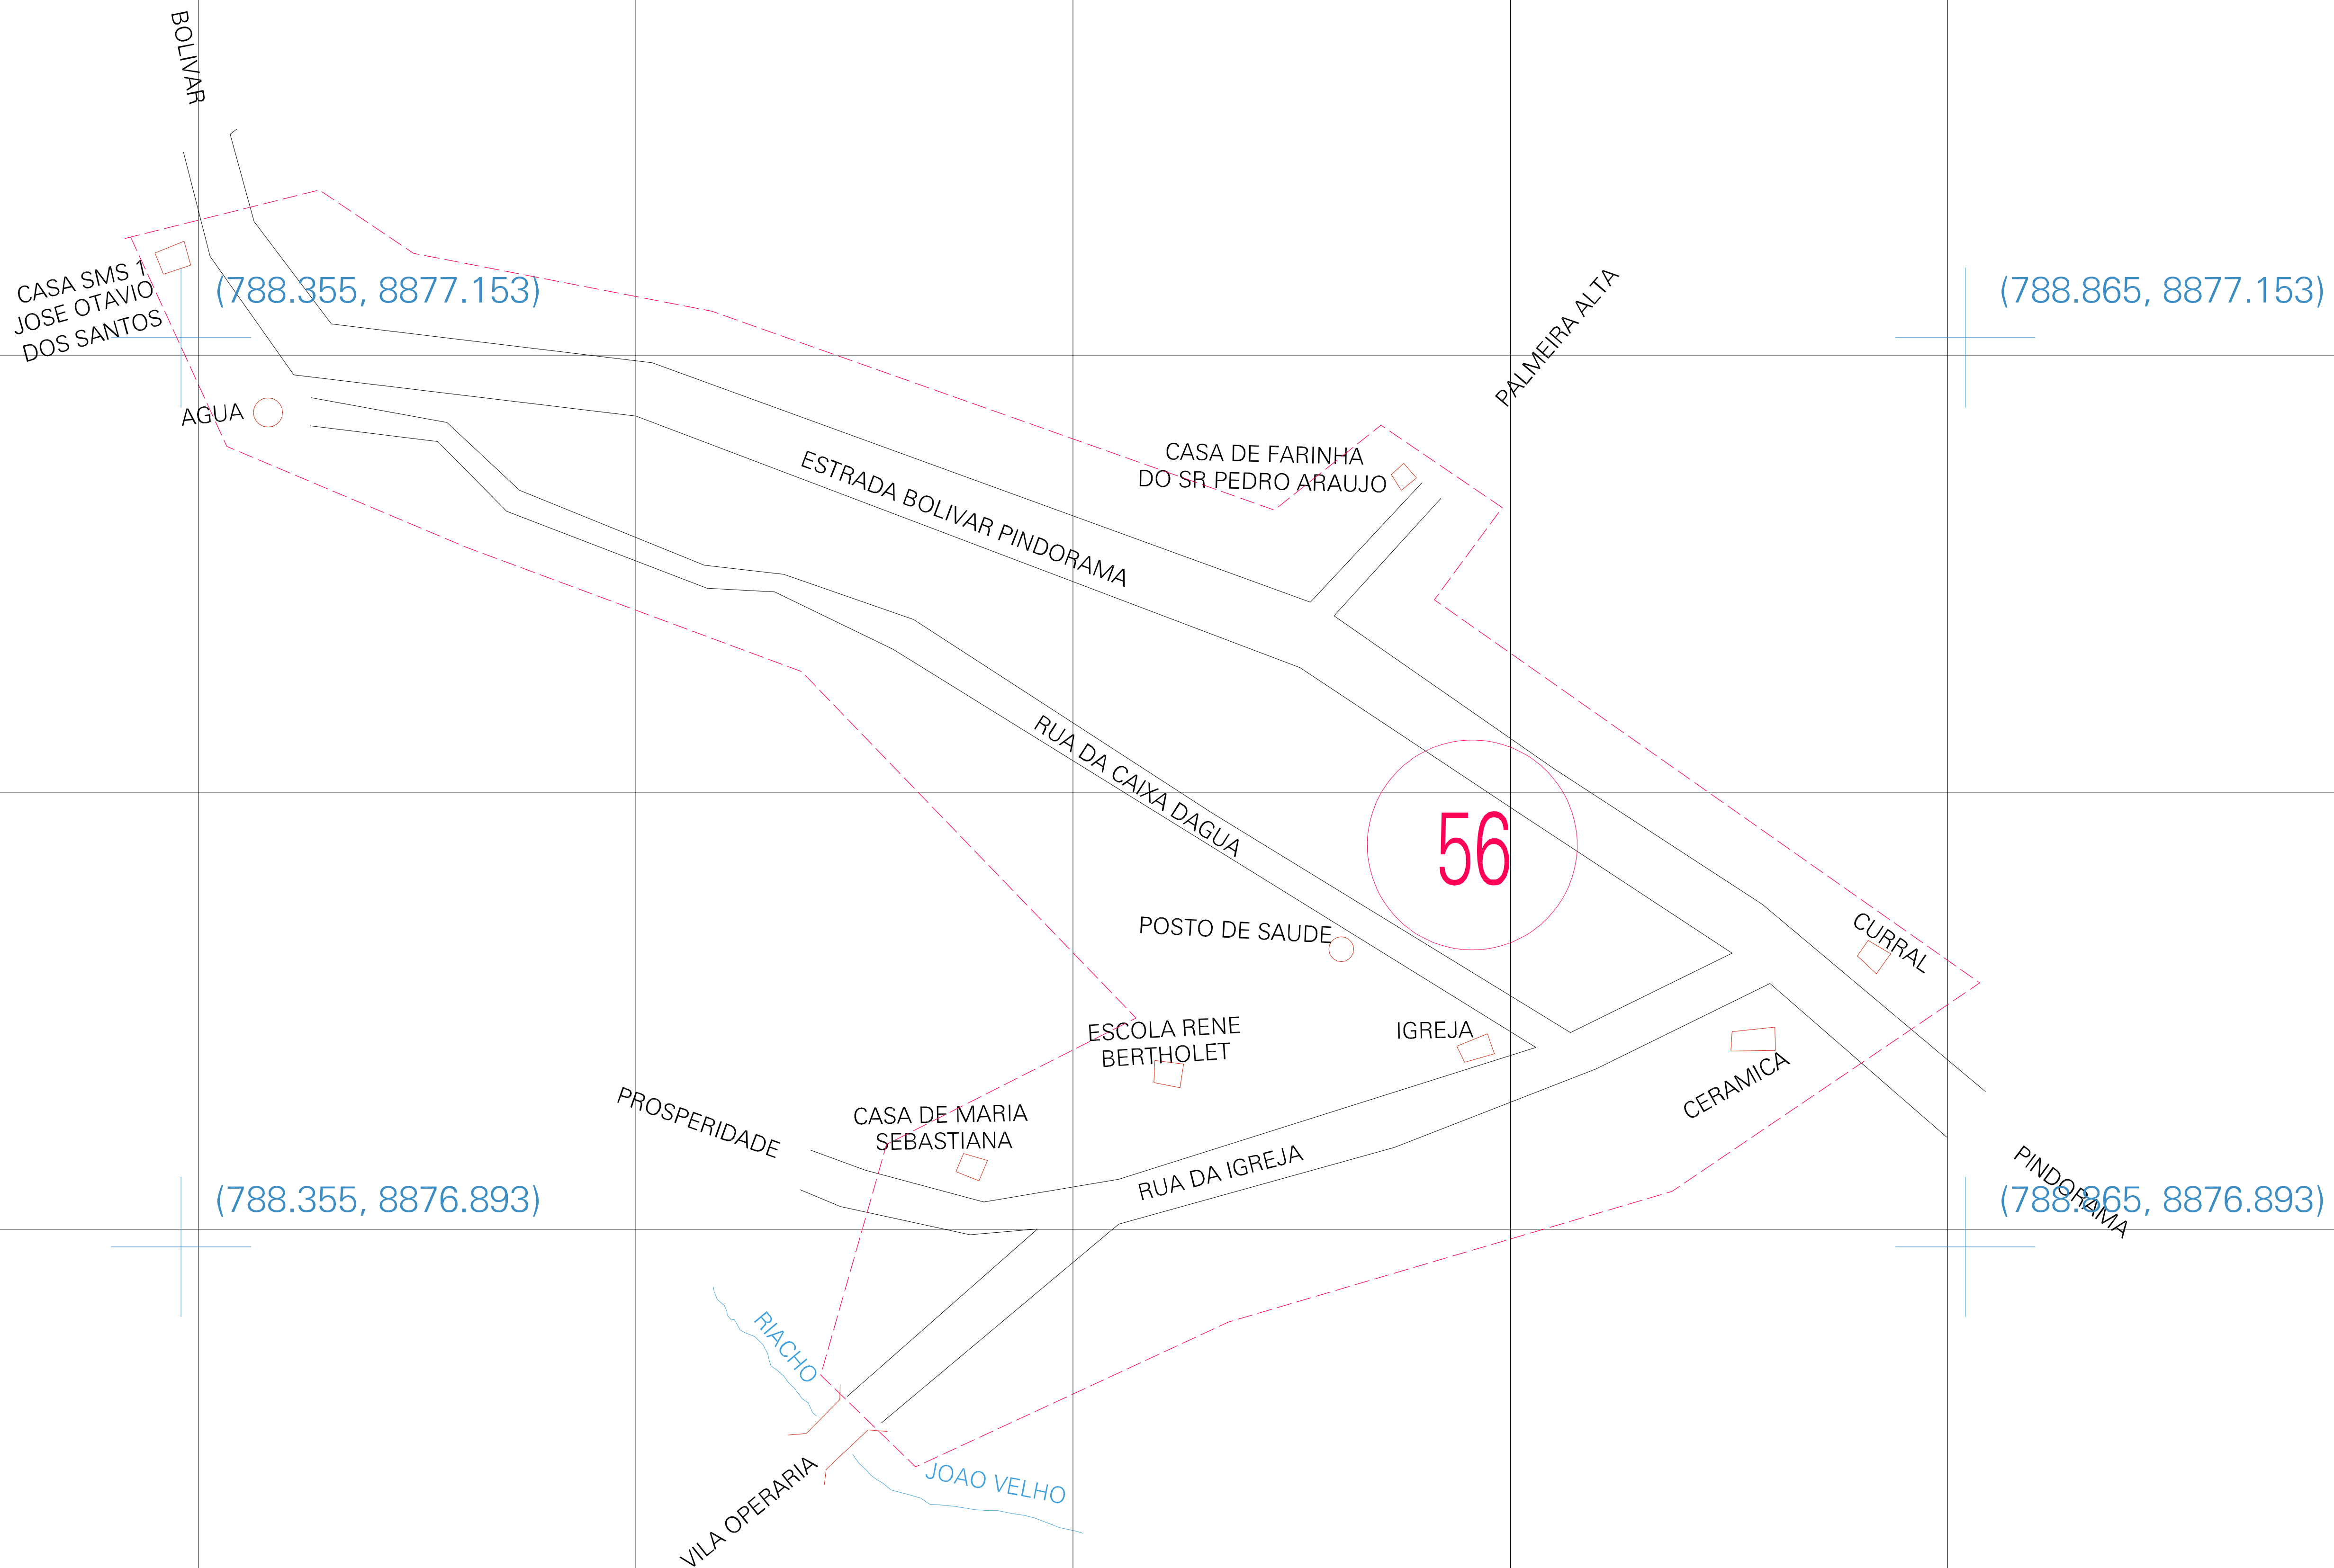 BOLIVAR
CASA SMS 1
JOSE OTAVIO
DOS SANTOS
(788.355, 8877.153)
(788.865, 8877.153)
PALMEIRA ALTA
AGUA
CASA DE FARINHA
DO SR PEDRO ARAUJO
ESTRADA BOLIVAR PINDORAMA
RUA DA CAIXA DAGUA
56
POSTO DE SAUDE
CURRAL
ESCOLA RENE
BERTHOLET
IGREJA
CERAMICA
PROSPERIDADE
CASA DE MARIA
SEBASTIANA
RUA DA IGREJA
PINDORAMA
(788.355, 8876.893)
(788.865, 8876.893)
RIACHO
JOAO VELHO
VILA OPERARIA